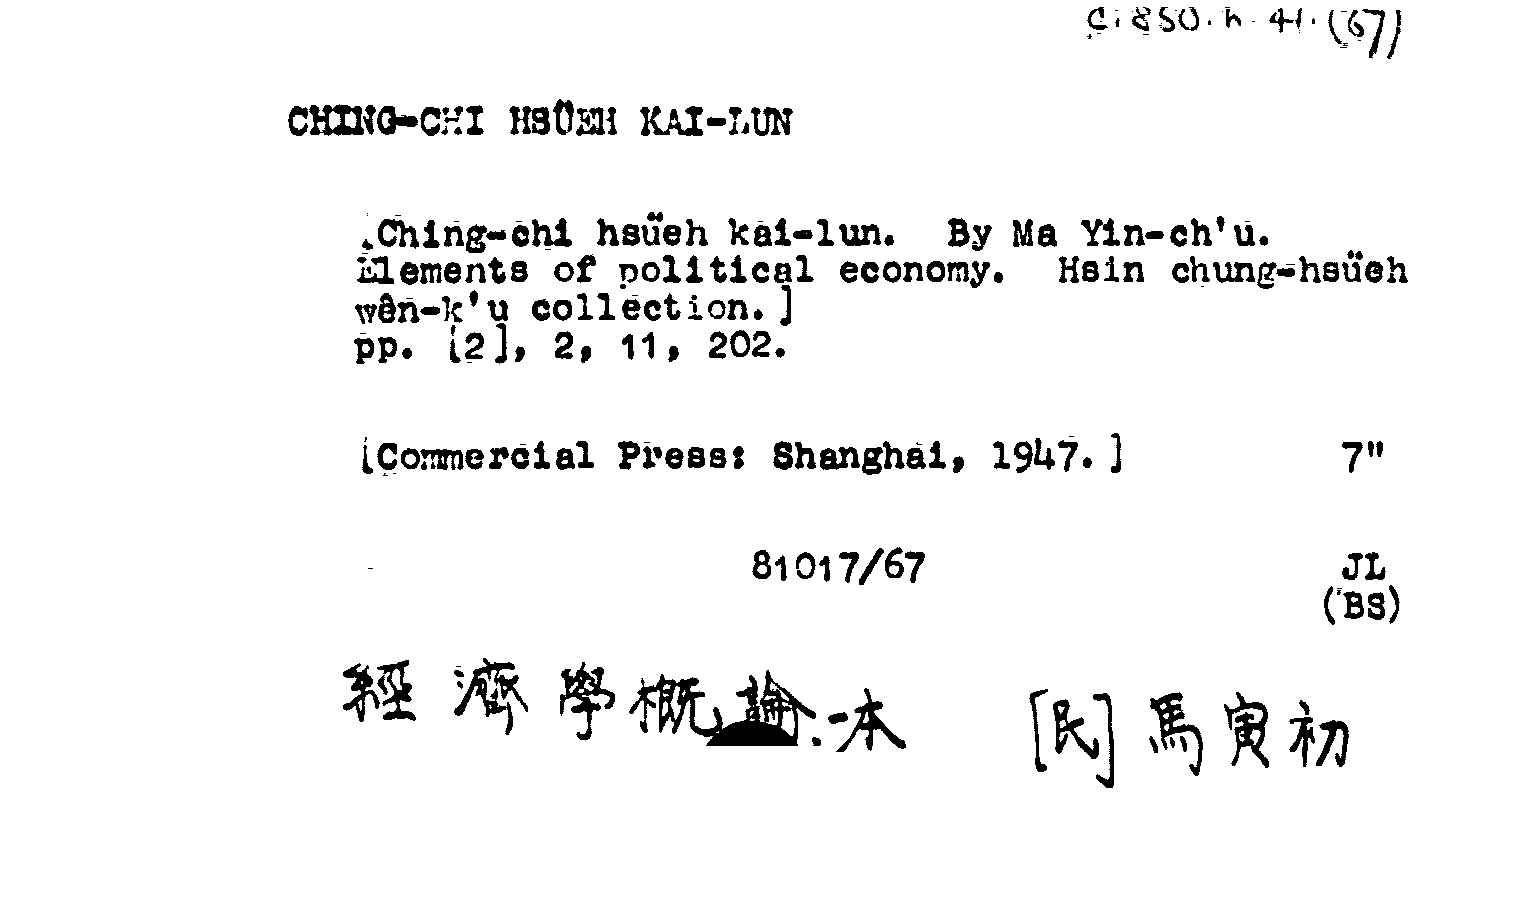 C.850.h.41.(67)
CHING-CHI HSÜEH KAI-LUN
[Ching-chi hsüeh kai-lun. By Ma Yin-ch'u.
Elements of political economy. Hsin chung-hsüeh
wên-k'u collection.]
pp. [2], 2, 11, 202.
[Commercial Press: Shanghai, 1947.] 7"
81017/67 JL
(BS)
經濟學概論.一本 [民]馬寅初